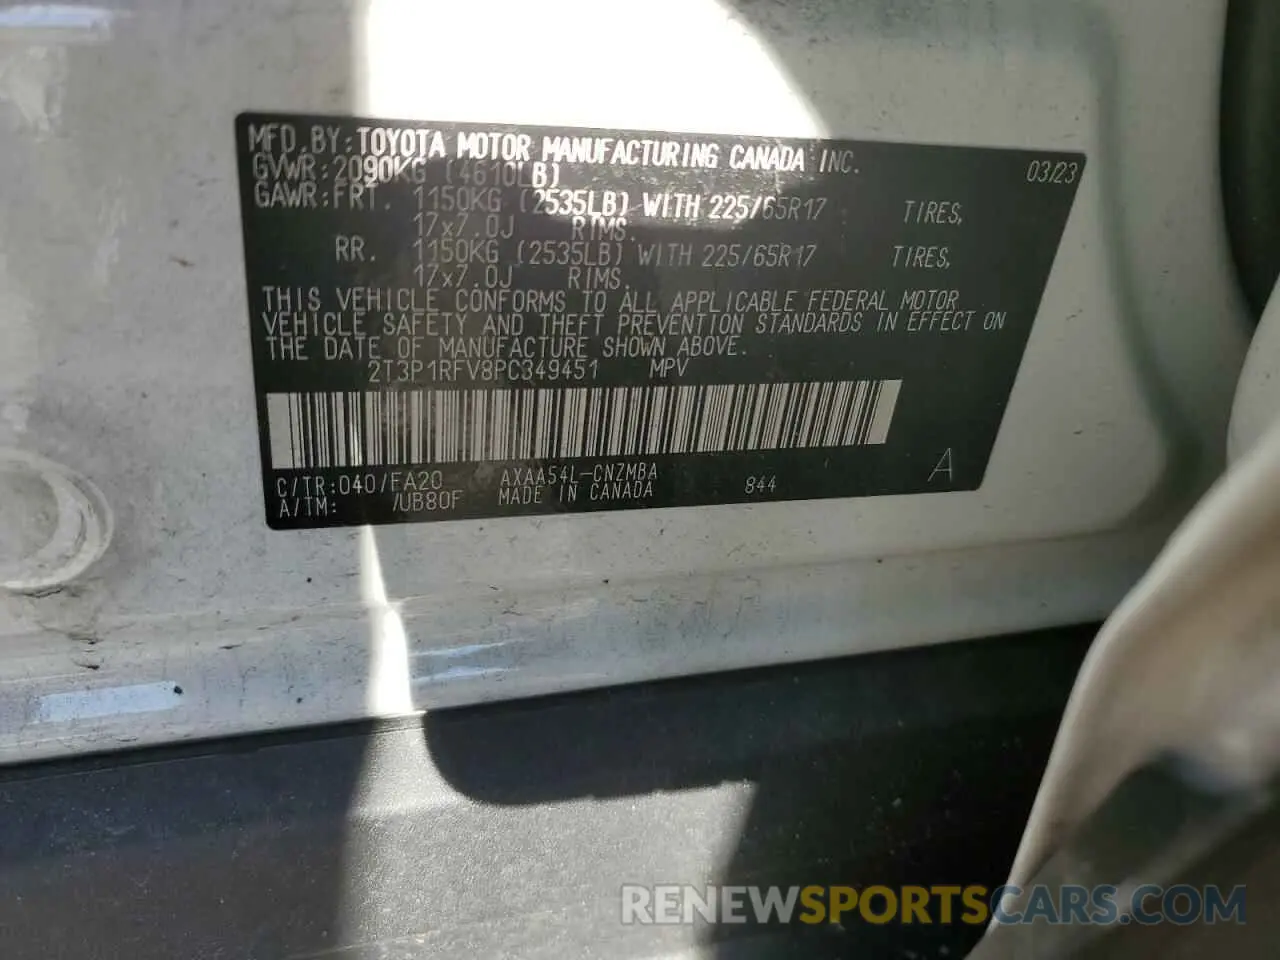 MFD.BY:TOYOTA MOTOR MANUFACTURING CANADA INC. 03/23
GVWR:2090KG (4610LB)
GAWR:FRT. 1150KG (2535LB) WITH 225/65R17 TIRES,
17x7.0J RIMS.
RR. 1150KG (2535LB) WITH 225/65R17 TIRES,
17x7.0J RIMS.
THIS VEHICLE CONFORMS TO ALL APPLICABLE FEDERAL MOTOR
VEHICLE SAFETY AND THEFT PREVENTION STANDARDS IN EFFECT ON
THE DATE OF MANUFACTURE SHOWN ABOVE.
2T3P1RFV8PC349451 MPV
C/TR:040/FA20 AXAA54L-CNZMBA A
A/TM: /UB80F MADE IN CANADA 844
RENEWSPORTSCARS.COM